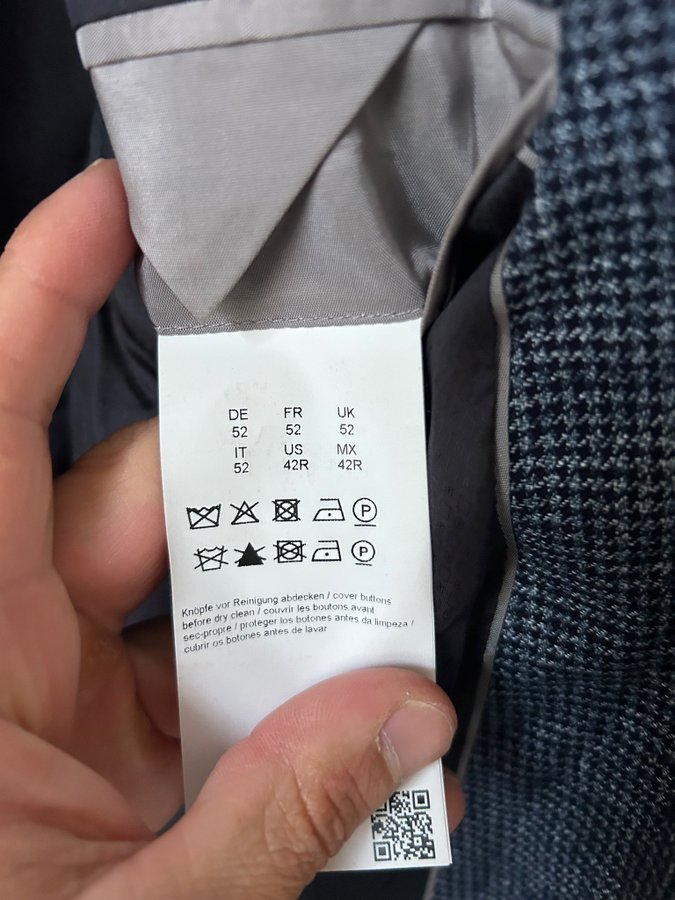 DE FR UK
52 52 52
IT US MX
52 42R 42R
P
P
Knöpfe vor Reinigung abdecken / cover buttons
before dry clean / couvrir les boutons avant
sec-propre / proteger los botones antes da limpeza /
cubrir os botones antes de lavar